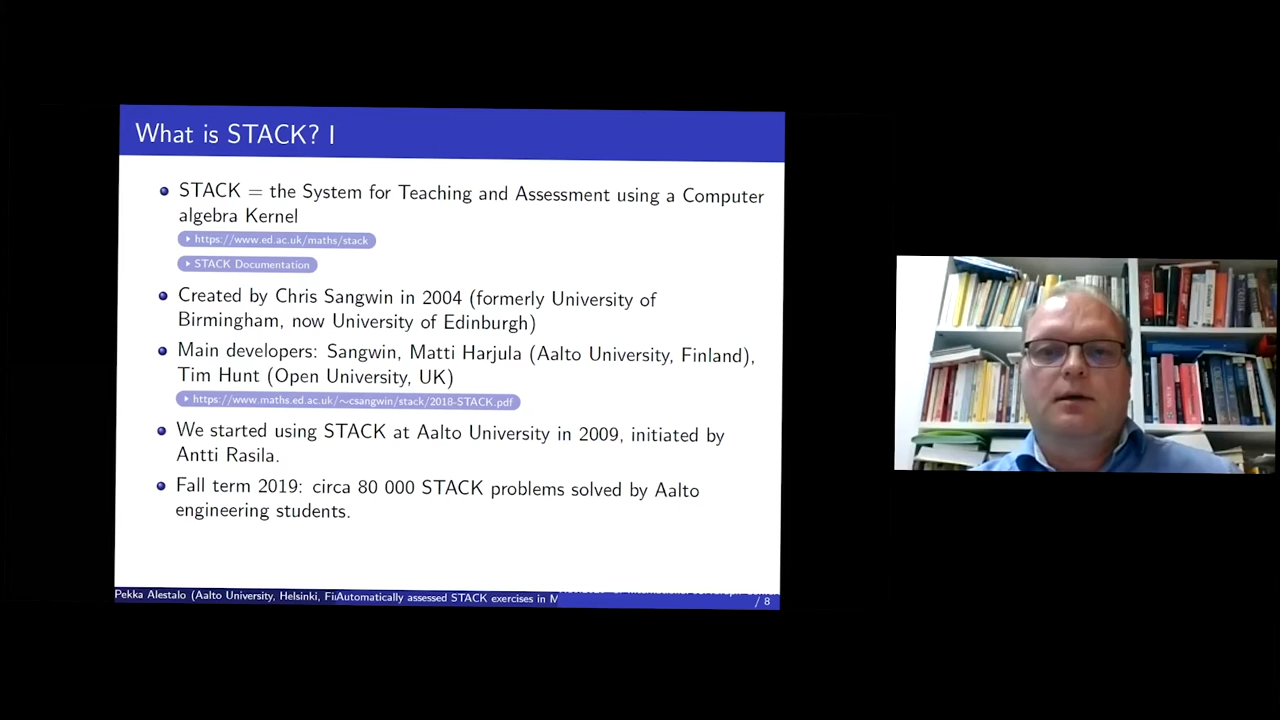 What is STACK? I
STACK = the System for Teaching and Assessment using a Computer
algebra Kernel
https://www.ed.ac.uk/maths/stack
STACK Documentation
Created by Chris Sangwin in 2004 (formerly University of
Birmingham, now University of Edinburgh)
Main developers: Sangwin, Matti Harjula (Aalto University, Finland),
Tim Hunt (Open University, UK)
https://www.maths.ed.ac.uk/~csangwin/stack/2018-STACK.pdf
We started using STACK at Aalto University in 2009, initiated by
Antti Rasila.
Fall term 2019: circa 80 000 STACK problems solved by Aalto
engineering students.
Pekka Alestalo (Aalto University, Helsinki, Fi
Automatically assessed STACK exercises in M
/ 8